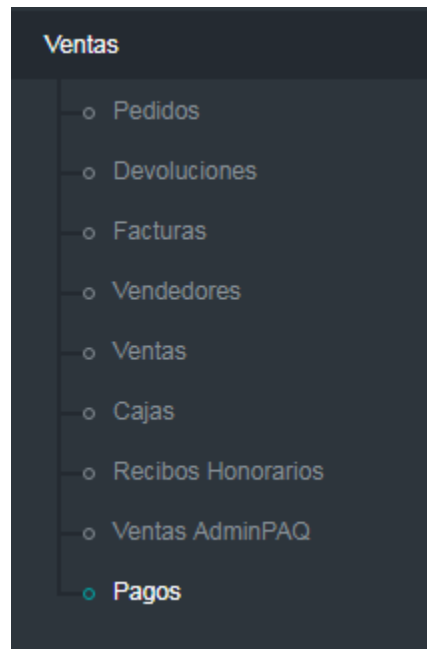 Ventas
Pedidos
Devoluciones
Facturas
Vendedores
Ventas
Cajas
Recibos Honorarios
Ventas AdminPAQ
Pagos